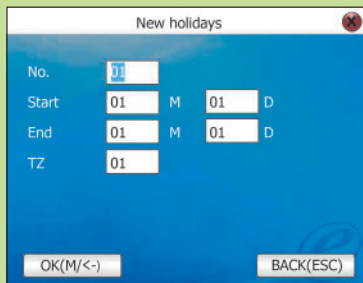 New holidays
No. 01
Start 01 M 01 D
End 01 M 01 D
TZ 01
OK(M/<-) BACK(ESC)